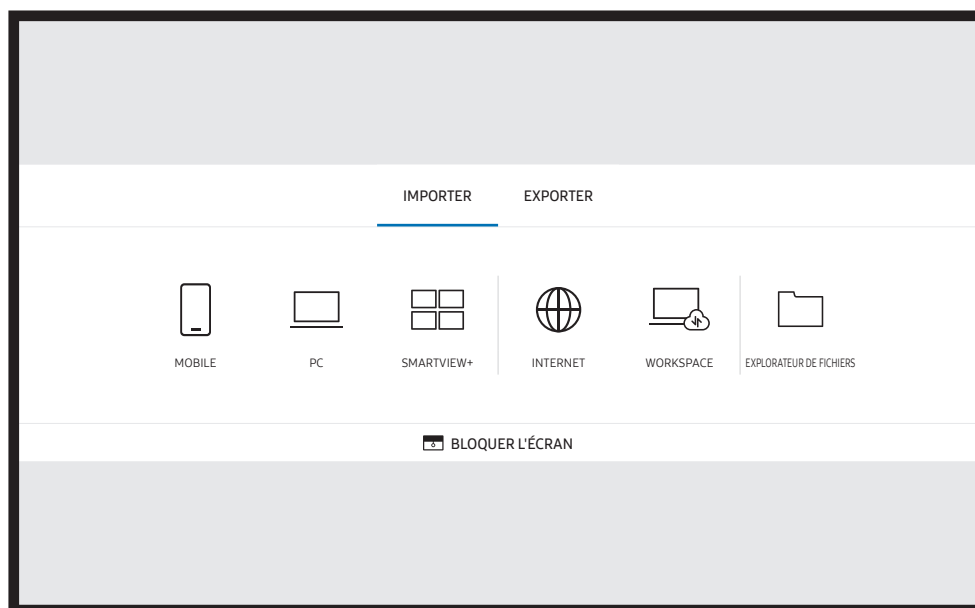 IMPORTER EXPORTER
MOBILE PC SMARTVIEW+ INTERNET WORKSPACE EXPLORATEUR DE FICHIERS
BLOQUER L'ÉCRAN